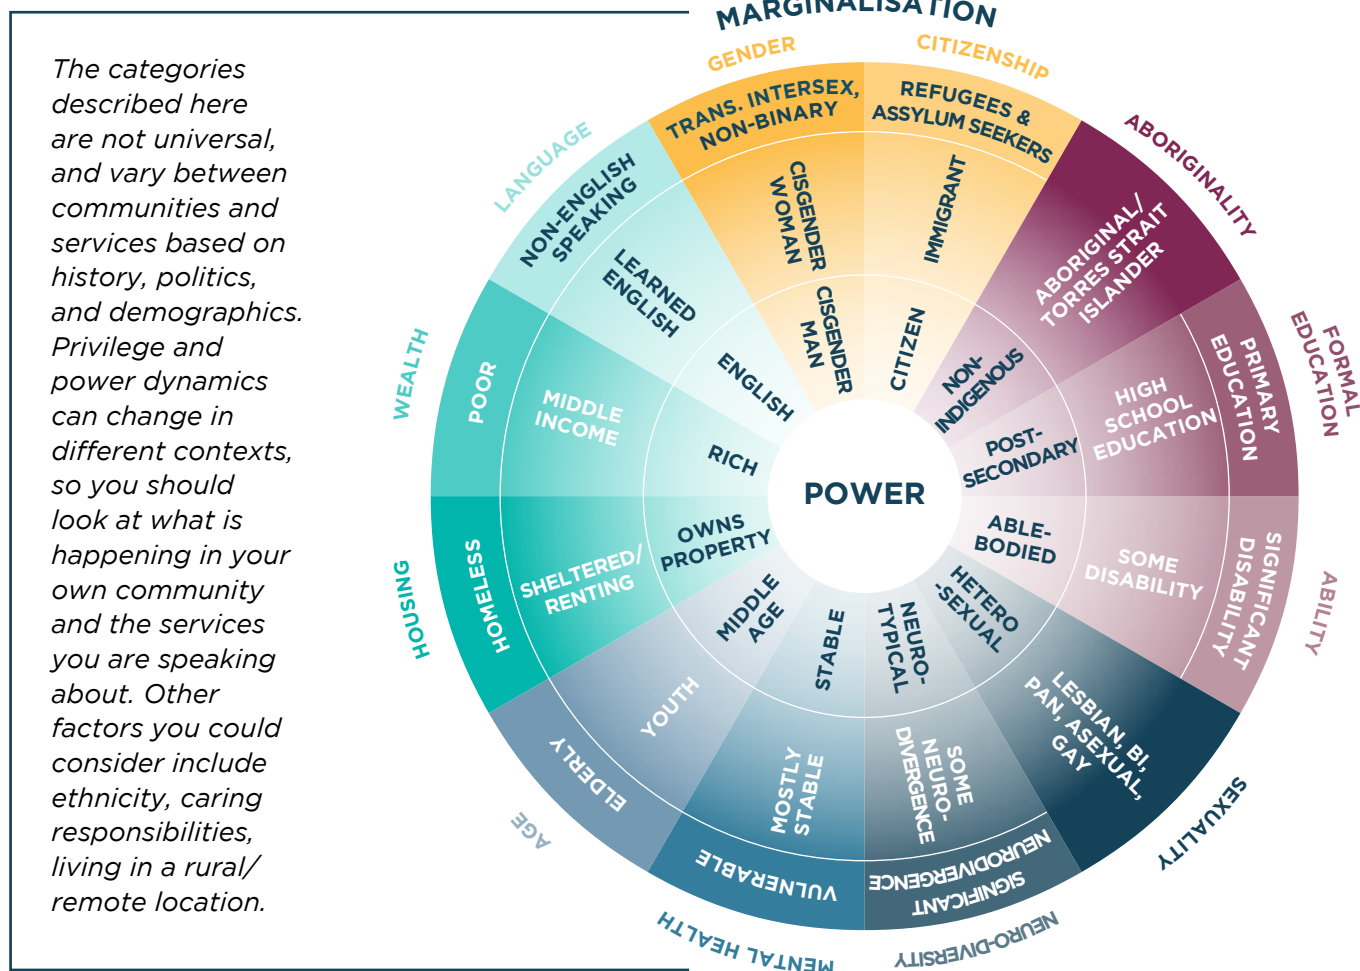 The categories
described here
are not universal,
and vary between
communities and
services based on
history, politics,
and demographics.
Privilege and
power dynamics
can change in
different contexts,
so you should
look at what is
happening in your
own community
and the services
you are speaking
about. Other
factors you could
consider include
ethnicity, caring
responsibilities,
living in a rural/
remote location.
MARGINALISATION
GENDER
TRANS. INTERSEX,
NON-BINARY
CISGENDER
WOMAN
CISGENDER
MAN
CITIZENSHIP
REFUGEES &
ASSYLUM SEEKERS
IMMIGRANT
CITIZEN
ABORIGINALITY
ABORIGINAL/
TORRES STRAIT
ISLANDER
NON-
INDIGENOUS
FORMAL
EDUCATION
PRIMARY
EDUCATION
HIGH
SCHOOL
EDUCATION
POST-
SECONDARY
ABILITY
SIGNIFICANT
DISABILITY
SOME
DISABILITY
ABLE-
BODIED
SEXUALITY
LESBIAN, BI,
PAN, ASEXUAL,
GAY
HETERO
-SEXUAL
NEURO-DIVERSITY
SIGNIFICANT
NEURODIVERGENCE
SOME
NEURO-
DIVERGENCE
NEURO-
TYPICAL
MENTAL HEALTH
VULNERABLE
MOSTLY
STABLE
STABLE
AGE
ELDERLY
YOUTH
MIDDLE
AGE
HOUSING
HOMELESS
SHELTERED/
RENTING
OWNS
PROPERTY
WEALTH
POOR
MIDDLE
INCOME
RICH
LANGUAGE
NON-ENGLISH
SPEAKING
LEARNED
ENGLISH
ENGLISH
POWER